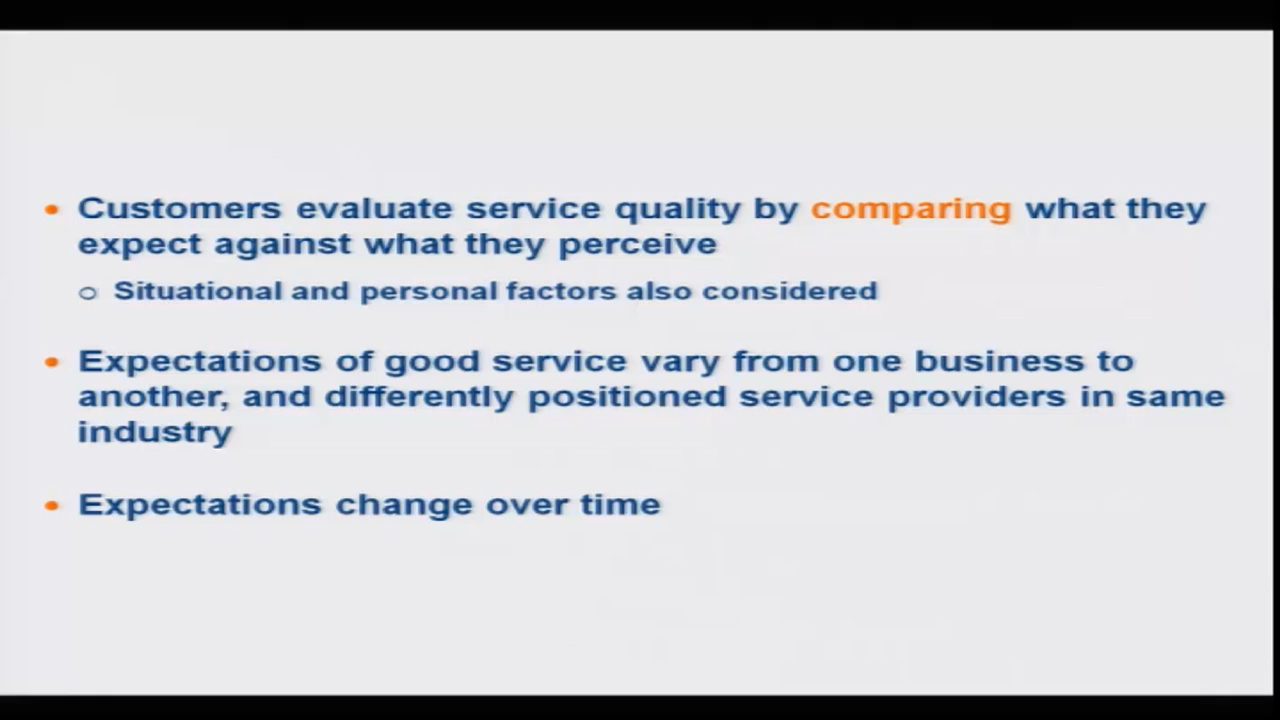 • Customers evaluate service quality by comparing what they
expect against what they perceive
o Situational and personal factors also considered
• Expectations of good service vary from one business to
another, and differently positioned service providers in same
industry
• Expectations change over time